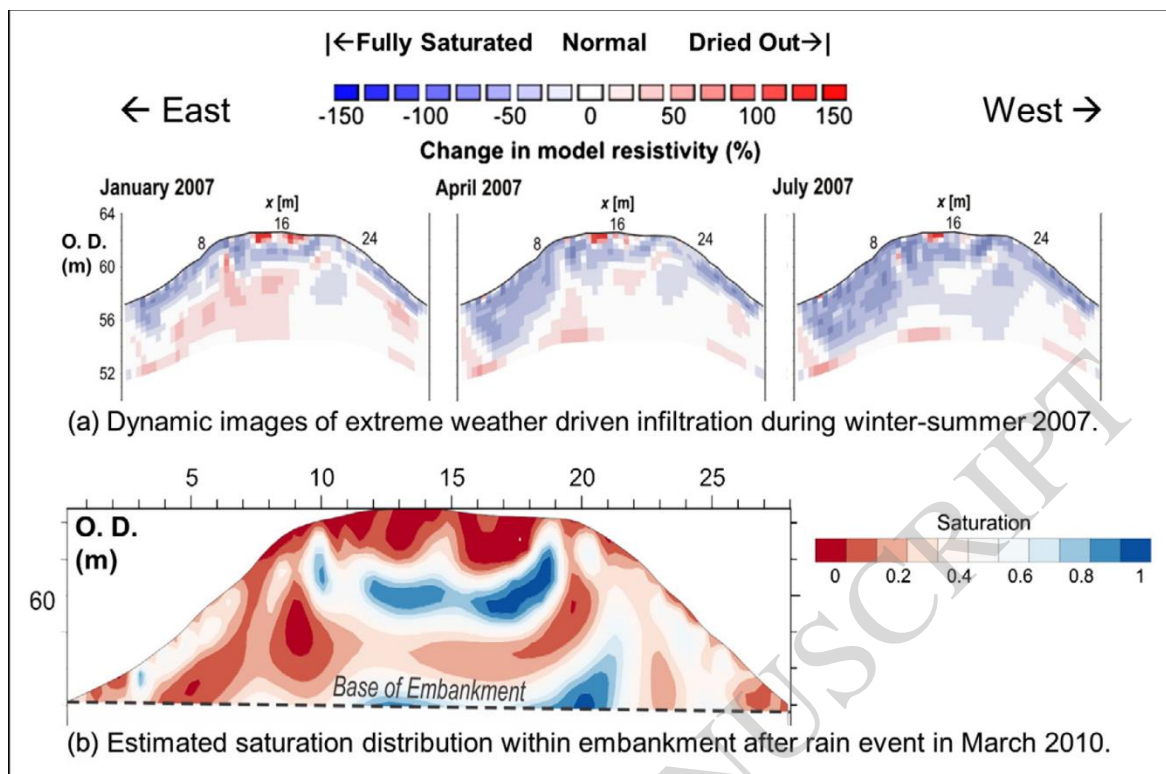 |←Fully Saturated Normal Dried Out→|
← East
West →
-150 -100 -50 0 50 100 150
Change in model resistivity (%)
January 2007
April 2007
July 2007
x [m]
x [m]
x [m]
64
O. D.
(m)
60
56
52
8 16 24
8 16 24
8 16 24
(a) Dynamic images of extreme weather driven infiltration during winter-summer 2007.
5 10 15 20 25
O. D.
(m)
60
Saturation
0 0.2 0.4 0.6 0.8 1
Base of Embankment
(b) Estimated saturation distribution within embankment after rain event in March 2010.
NUSCRIPT